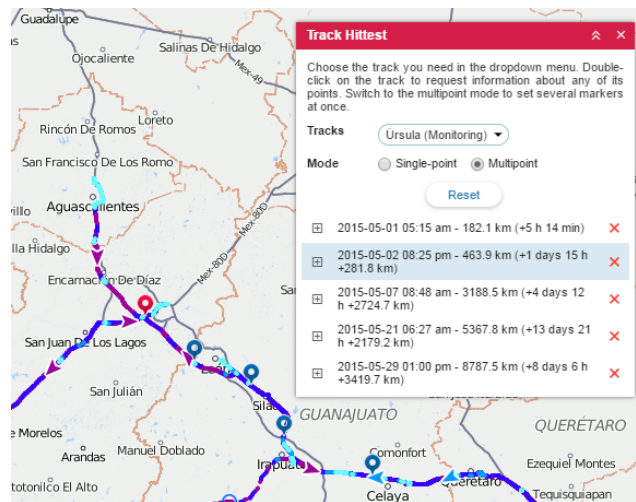 Guadalupe
Ojocaliente
Salinas De Hidalgo
Mex-49
Loreto
Rincón De Romos
San Francisco De Los Romo
Aguascalientes
illo
lla Hidalgo
Mex-80D
Encarnación De Díaz
Mex-80D
San
San Juan De Los Lagos
León
San Julián
Silao
GUANAJUATO
QUERÉTARO
e Morelos
Arandas
Manuel Doblado
Irapuato
Comonfort
Ezequiel Montes
totonilco El Alto
Celaya
Querétaro
Tequisquiapan
Track Hittest
Choose the track you need in the dropdown menu. Double-
click on the track to request information about any of its
points. Switch to the multipoint mode to set several markers
at once.
Tracks
Úrsula (Monitoring)
Mode
Single-point
Multipoint
Reset
2015-05-01 05:15 am - 182.1 km (+5 h 14 min)
2015-05-02 08:25 pm - 463.9 km (+1 days 15 h
+281.8 km)
2015-05-07 08:48 am - 3188.5 km (+4 days 12
h +2724.7 km)
2015-05-21 06:27 am - 5367.8 km (+13 days 21
h +2179.2 km)
2015-05-29 01:00 pm - 8787.5 km (+8 days 6 h
+3419.7 km)